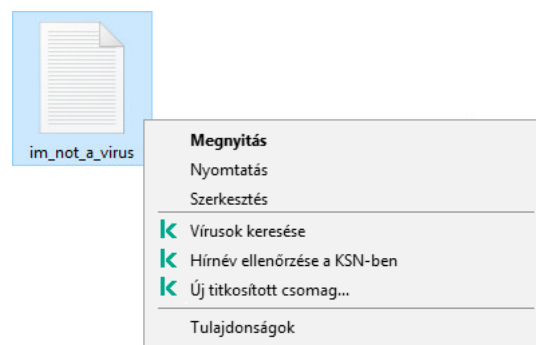 im_not_a_virus
Megnyitás
Nyomtatás
Szerkesztés
Vírusok keresése
Hírnév ellenőrzése a KSN-ben
Új titkosított csomag...
Tulajdonságok